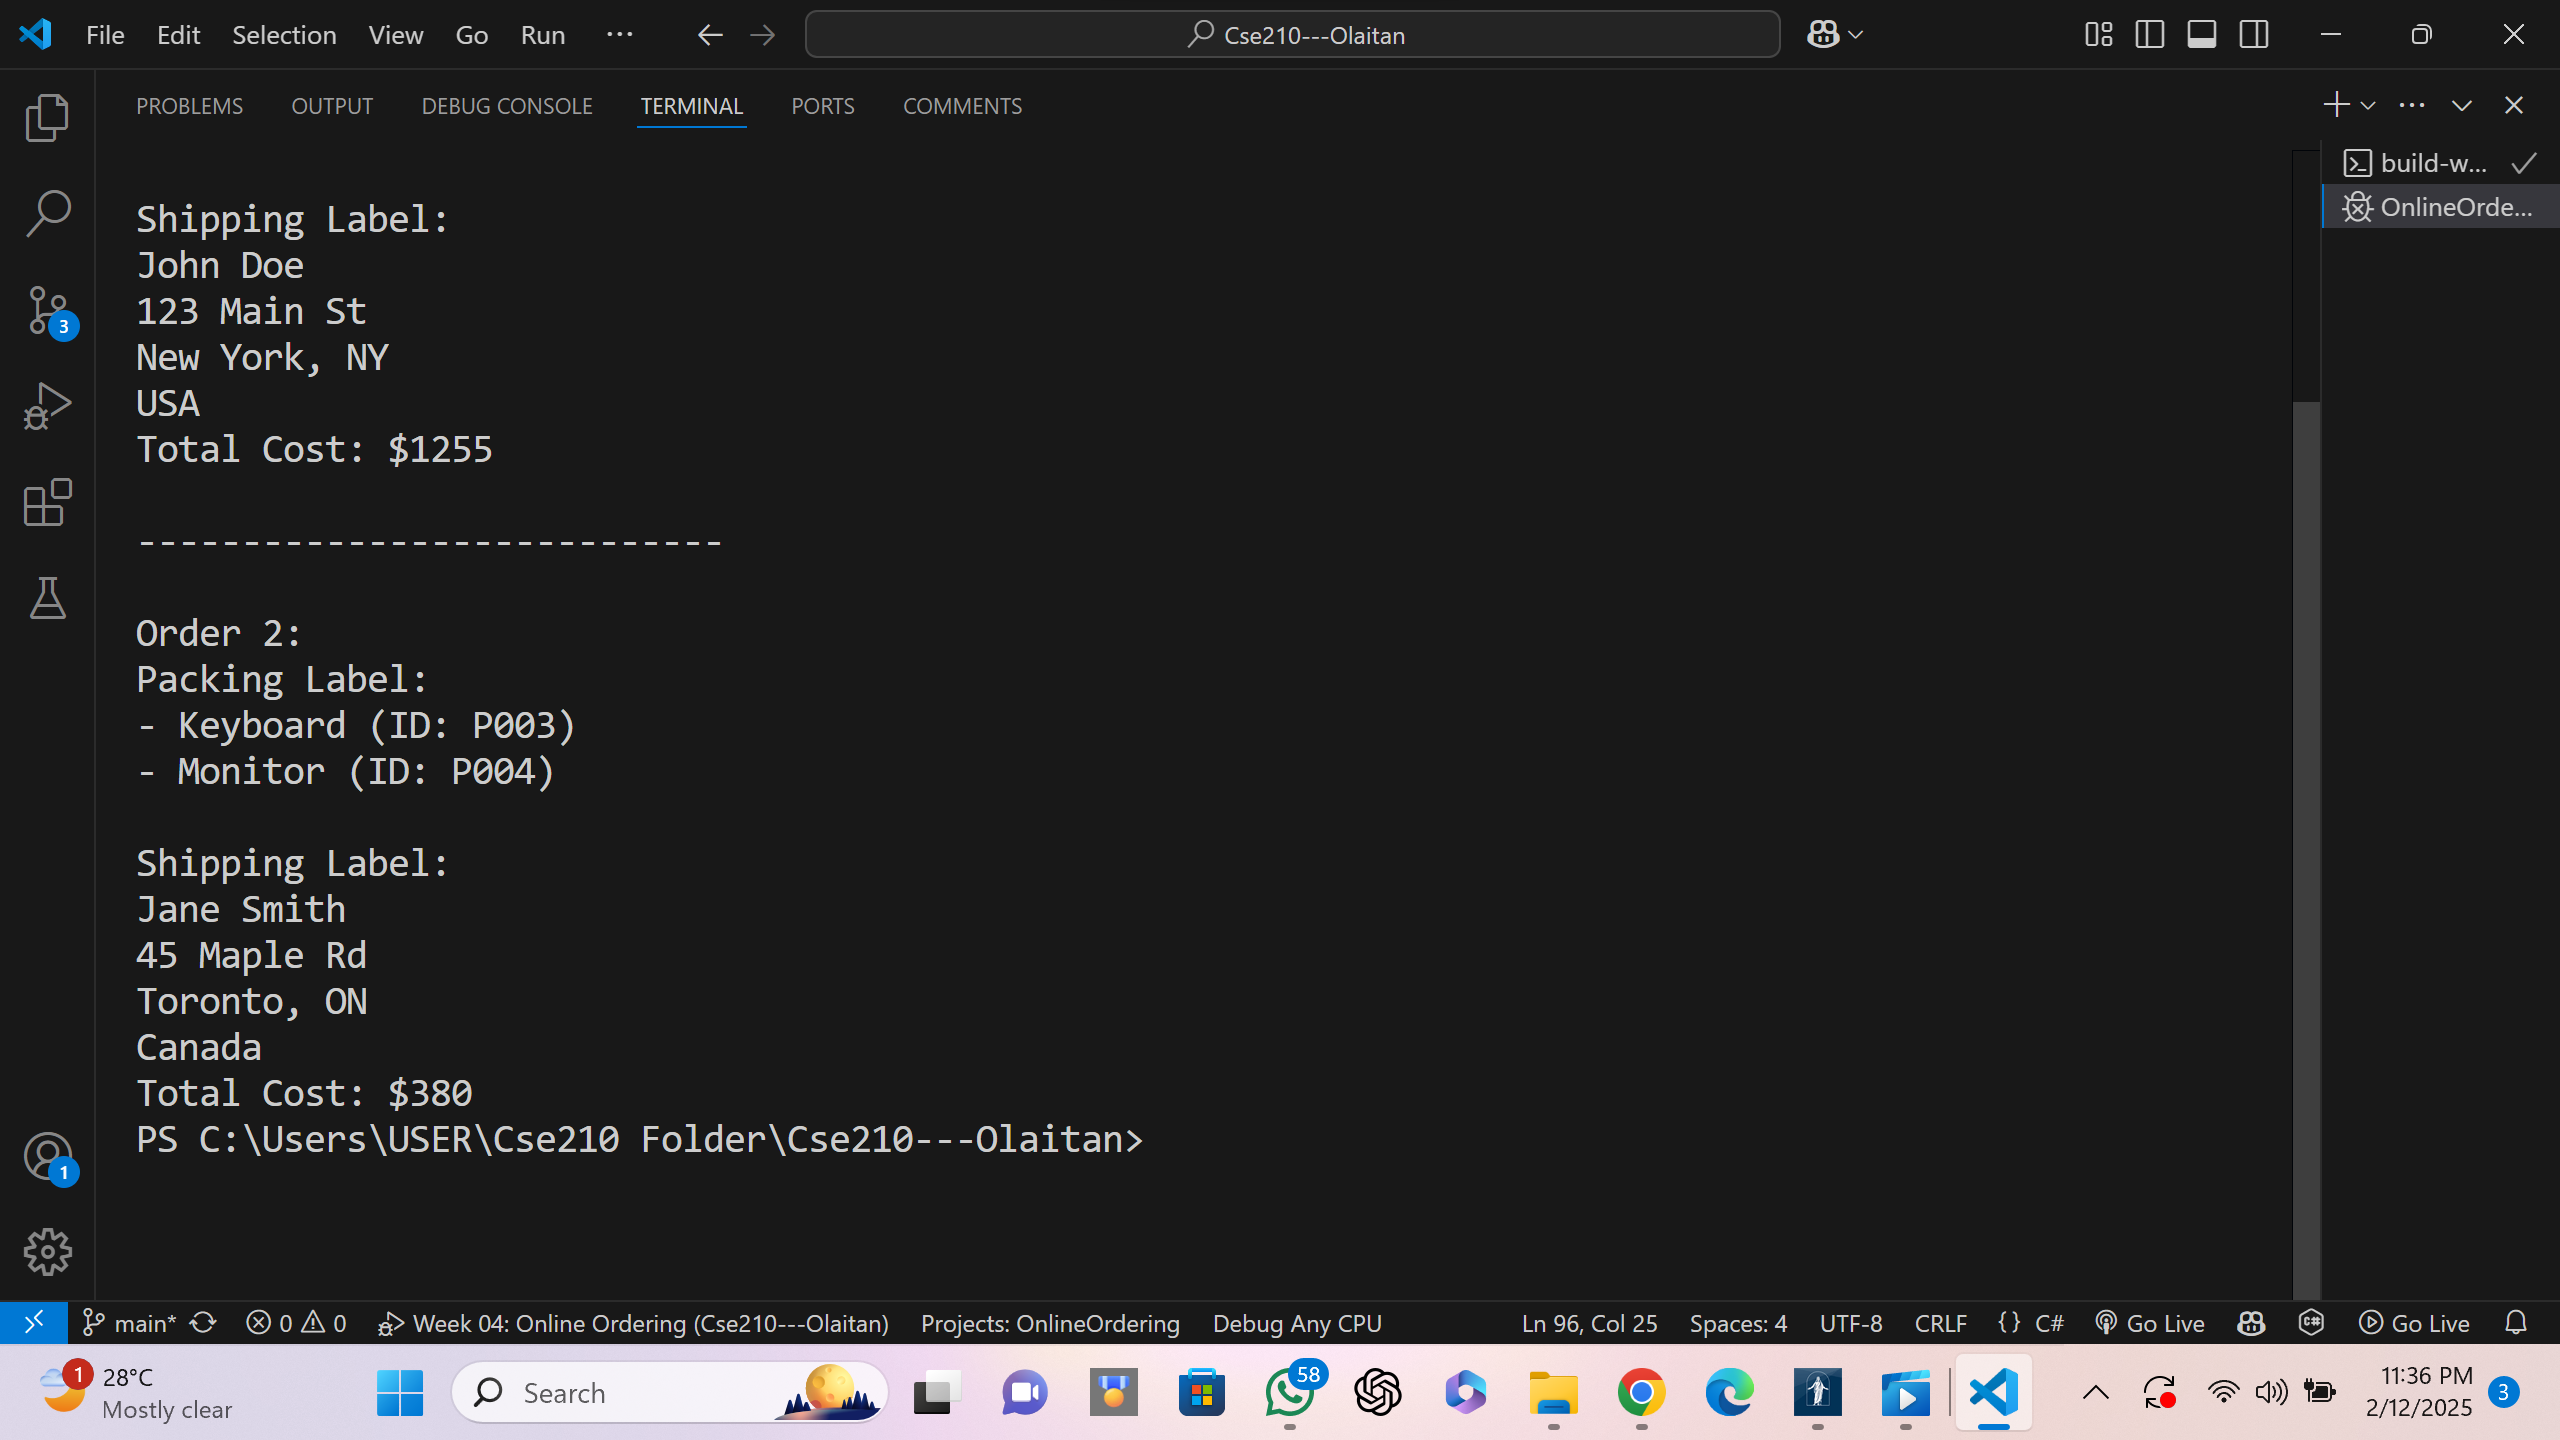 File Edit Selection View Go Run ···
Cse210---Olaitan
PROBLEMS OUTPUT DEBUG CONSOLE TERMINAL PORTS COMMENTS
build-w... 
OnlineOrde...
Shipping Label:
John Doe
123 Main St
New York, NY
USA
Total Cost: $1255
----------------------------
Order 2:
Packing Label:
- Keyboard (ID: P003)
- Monitor (ID: P004)
Shipping Label:
Jane Smith
45 Maple Rd
Toronto, ON
Canada
Total Cost: $380
PS C:\Users\USER\Cse210 Folder\Cse210---Olaitan>
3
1
main* 0 0 Week 04: Online Ordering (Cse210---Olaitan) Projects: OnlineOrdering Debug Any CPU Ln 96, Col 25 Spaces: 4 UTF-8 CRLF {} C# Go Live C# Go Live
1 28°C
Mostly clear
Search
58
11:36 PM
2/12/2025
3